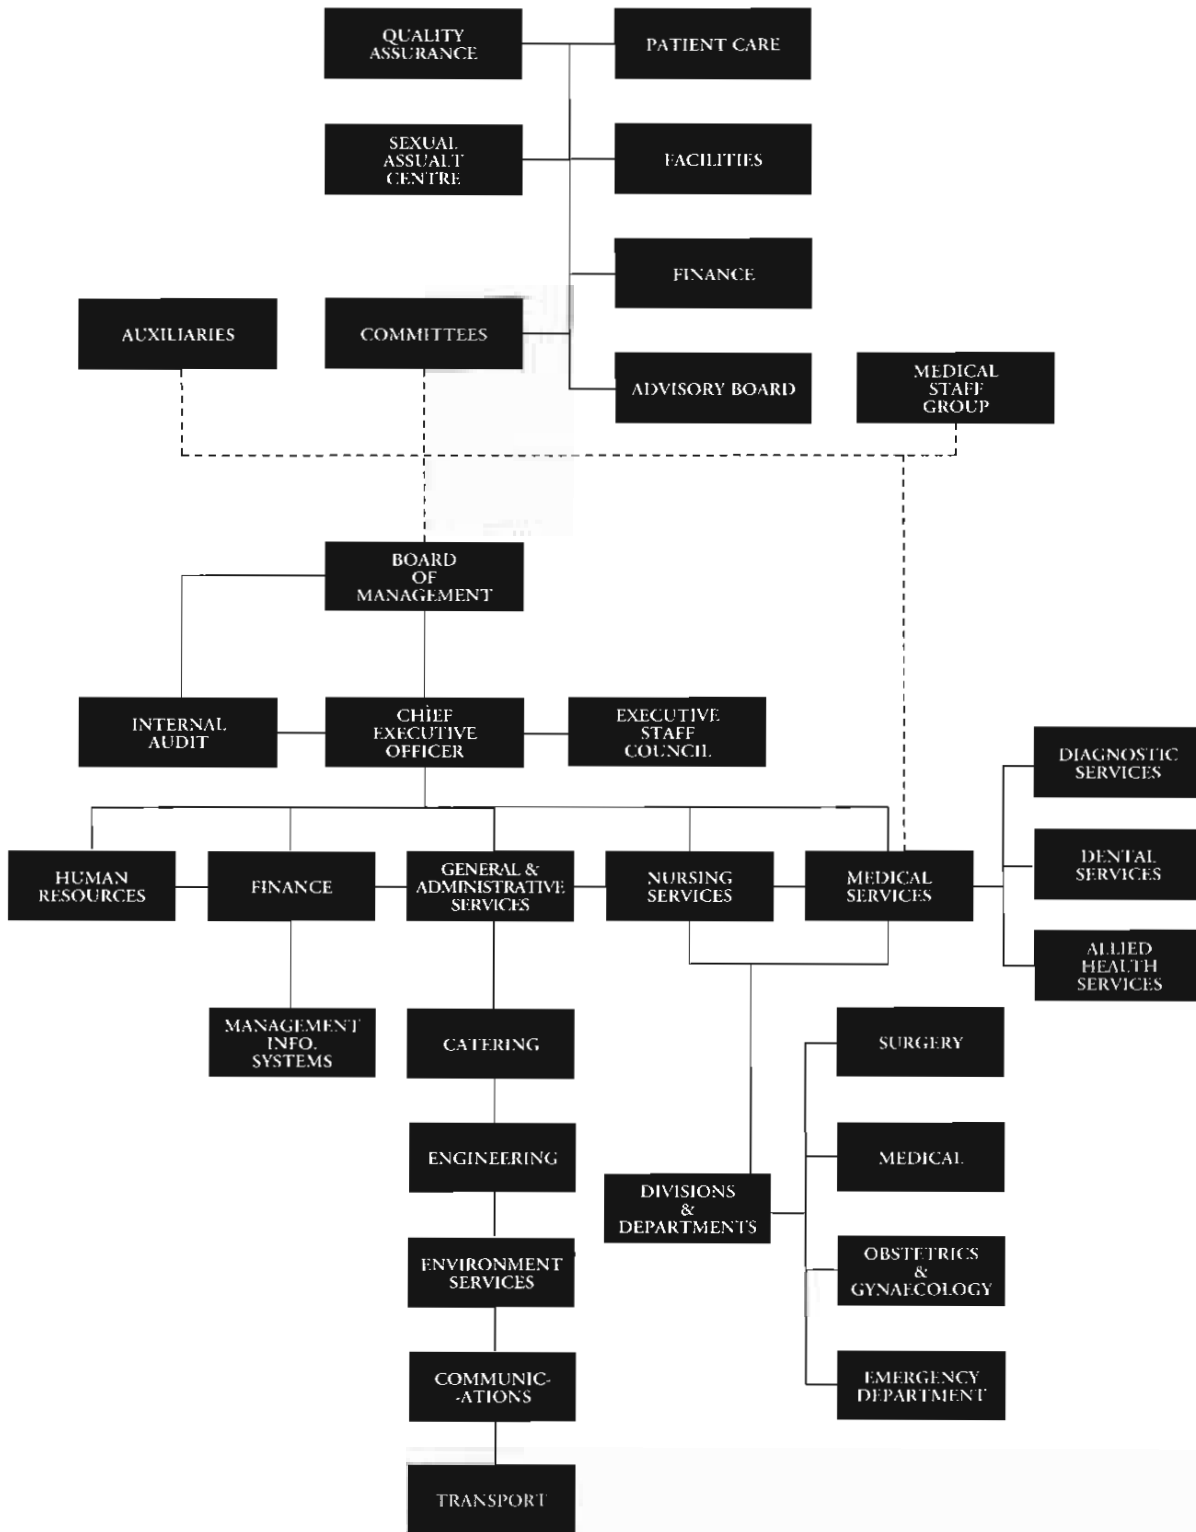 QUALITY
ASSURANCE
PATIENT CARE
SEXUAL
ASSUALT
CENTRE
FACILITIES
FINANCE
AUXILIARIES
COMMITTEES
ADVISORY BOARD
MEDICAL
STAFF
GROUP
BOARD
OF
MANAGEMENT
INTERNAL
AUDIT
CHIEF
EXECUTIVE
OFFICER
EXECUTIVE
STAFF
COUNCIL
DIAGNOSTIC
SERVICES
DENTAL
SERVICES
ALLIED
HEALTH
SERVICES
HUMAN
RESOURCES
FINANCE
GENERAL &
ADMINISTRATIVE
SERVICES
NURSING
SERVICES
MEDICAL
SERVICES
MANAGEMENT
INFO.
SYSTEMS
CATERING
SURGERY
ENGINEERING
MEDICAL
DIVISIONS
&
DEPARTMENTS
ENVIRONMENT
SERVICES
OBSTETRICS
&
GYNAECOLOGY
COMMUNIC-
-ATIONS
EMERGENCY
DEPARTMENT
TRANSPORT